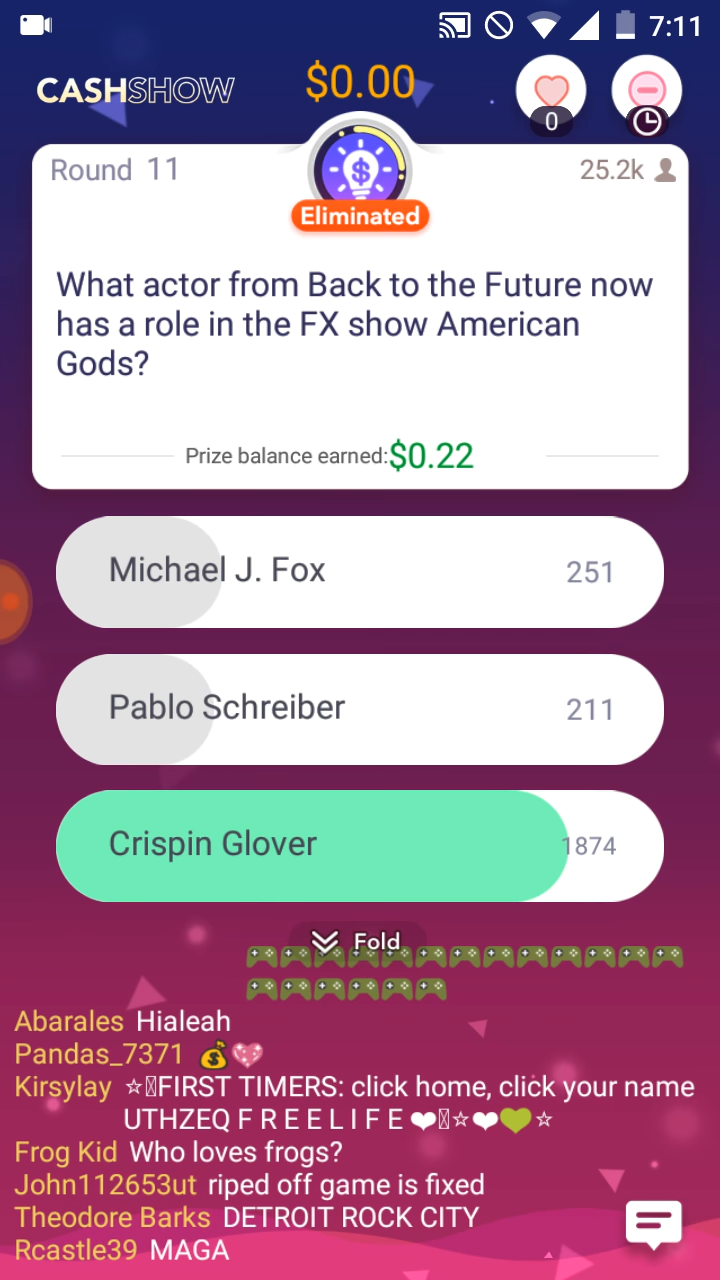 7:11
CASHSHOW
$0.00
0
Round 11
25.2k
Eliminated
What actor from Back to the Future now
has a role in the FX show American
Gods?
Prize balance earned:$0.22
Michael J. Fox 251
Pablo Schreiber 211
Crispin Glover 1874
Fold
Abarales Hialeah
Pandas_7371 💰💖
Kirsylay ☆FIRST TIMERS: click home, click your name
UTHZEQ F R E E L I F E ❤☆❤💚☆
Frog Kid Who loves frogs?
John112653ut riped off game is fixed
Theodore Barks DETROIT ROCK CITY
Rcastle39 MAGA